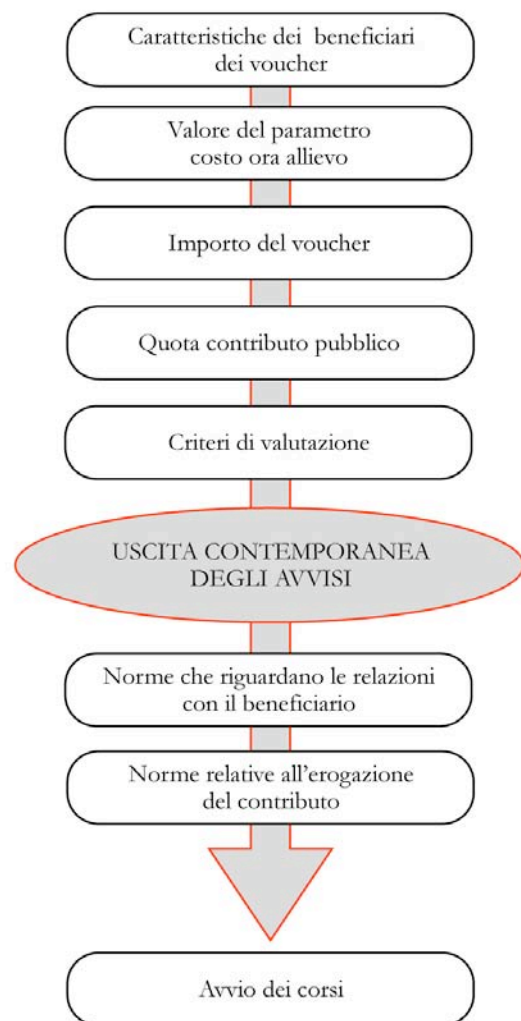 Caratteristiche dei beneficiari
dei voucher
Valore del parametro
costo ora allievo
Importo del voucher
Quota contributo pubblico
Criteri di valutazione
USCITA CONTEMPORANEA
DEGLI AVVISI
Norme che riguardano le relazioni
con il beneficiario
Norme relative all’erogazione
del contributo
Avvio dei corsi